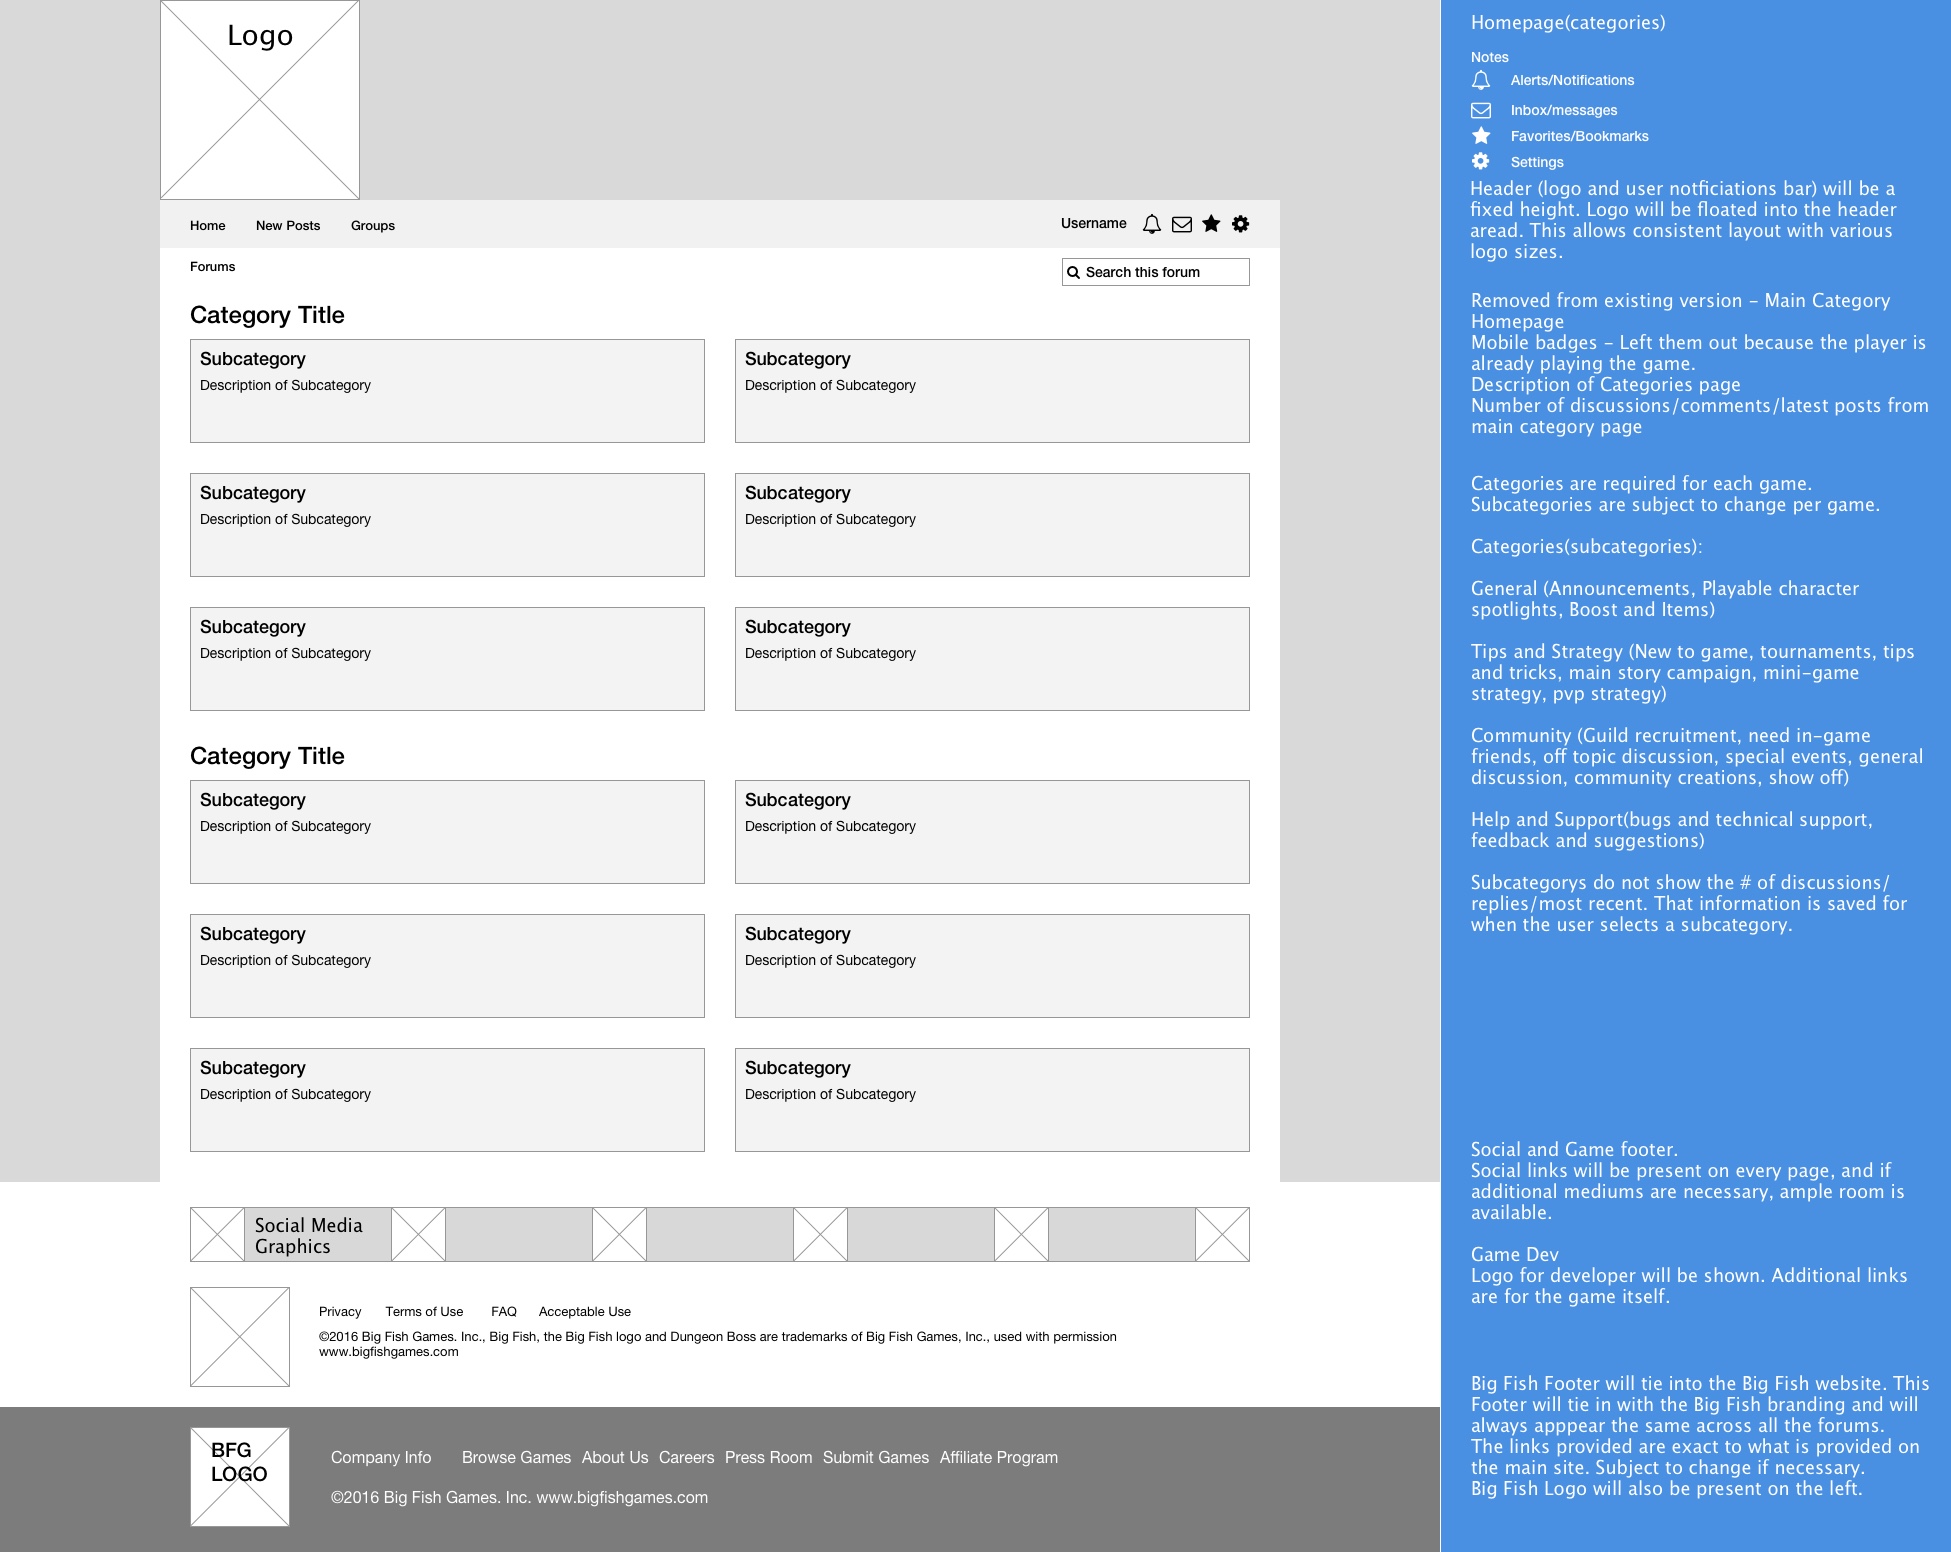 Logo
Home New Posts Groups Username
Forums Search this forum
Category Title
Subcategory Subcategory
Description of Subcategory Description of Subcategory
Subcategory Subcategory
Description of Subcategory Description of Subcategory
Subcategory Subcategory
Description of Subcategory Description of Subcategory
Category Title
Subcategory Subcategory
Description of Subcategory Description of Subcategory
Subcategory Subcategory
Description of Subcategory Description of Subcategory
Subcategory Subcategory
Description of Subcategory Description of Subcategory
Social Media
Graphics
Privacy Terms of Use FAQ Acceptable Use
©2016 Big Fish Games. Inc., Big Fish, the Big Fish logo and Dungeon Boss are trademarks of Big Fish Games, Inc., used with permission
www.bigfishgames.com
BFG
LOGO
Company Info Browse Games About Us Careers Press Room Submit Games Affiliate Program
©2016 Big Fish Games. Inc. www.bigfishgames.com
Homepage(categories)
Notes
Alerts/Notifications
Inbox/messages
Favorites/Bookmarks
Settings
Header (logo and user notficiations bar) will be a
fixed height. Logo will be floated into the header
aread. This allows consistent layout with various
logo sizes.
Removed from existing version - Main Category
Homepage
Mobile badges - Left them out because the player is
already playing the game.
Description of Categories page
Number of discussions/comments/latest posts from
main category page
Categories are required for each game.
Subcategories are subject to change per game.
Categories(subcategories):
General (Announcements, Playable character
spotlights, Boost and Items)
Tips and Strategy (New to game, tournaments, tips
and tricks, main story campaign, mini-game
strategy, pvp strategy)
Community (Guild recruitment, need in-game
friends, off topic discussion, special events, general
discussion, community creations, show off)
Help and Support(bugs and technical support,
feedback and suggestions)
Subcategorys do not show the # of discussions/
replies/most recent. That information is saved for
when the user selects a subcategory.
Social and Game footer.
Social links will be present on every page, and if
additional mediums are necessary, ample room is
available.
Game Dev
Logo for developer will be shown. Additional links
are for the game itself.
Big Fish Footer will tie into the Big Fish website. This
Footer will tie in with the Big Fish branding and will
always apppear the same across all the forums.
The links provided are exact to what is provided on
the main site. Subject to change if necessary.
Big Fish Logo will also be present on the left.